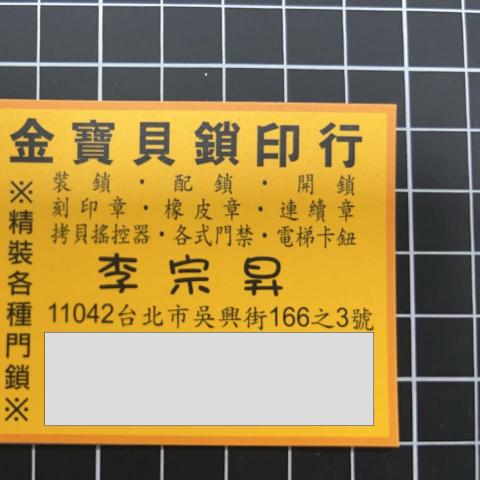 金寶貝鎖印行
裝鎖・配鎖・開鎖
刻印章・橡皮章・連續章
拷貝搖控器・各式門禁・電梯卡鈕
李宗昇
11042台北市吳興街166之3號
※精裝各種門鎖※